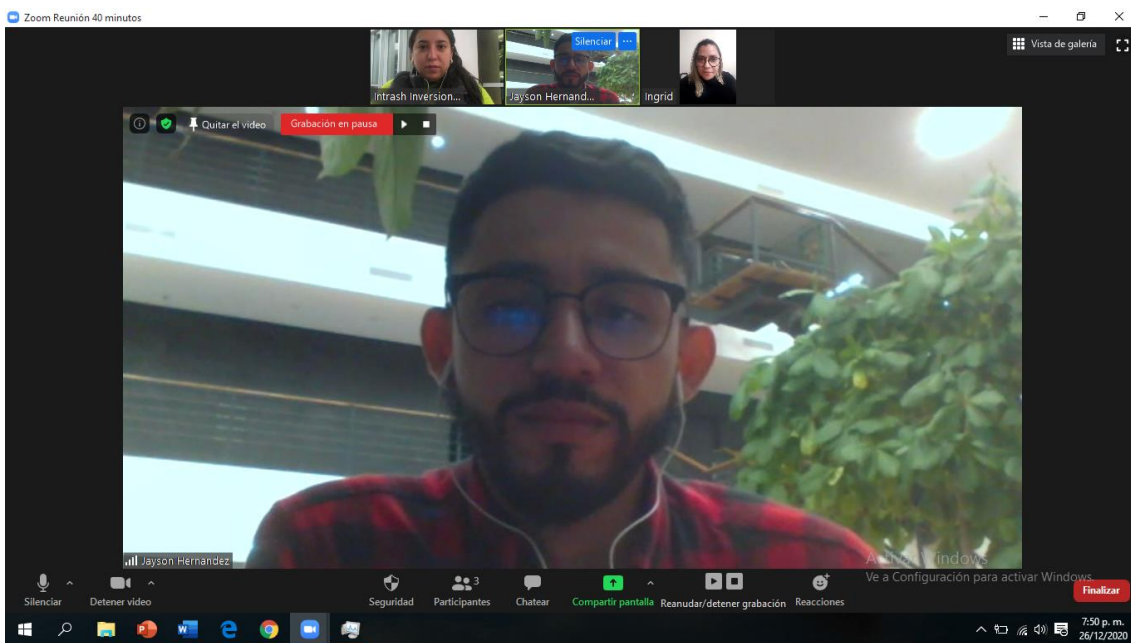 Zoom Reunión 40 minutos
Silenciar ...
Intrash Inversion...
Jayson Hernand...
Ingrid
Vista de galería
Quitar el video
Grabación en pausa
Jayson Hernandez
Activar Windows
Ve a Configuración para activar Windows.
Silenciar
Detener video
Seguridad
Participantes
3
Chatear
Compartir pantalla
Reanudar/detener grabación
Reacciones
Finalizar
7:50 p. m.
26/12/2020